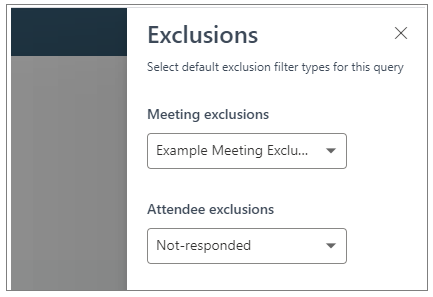 Exclusions
Select default exclusion filter types for this query
Meeting exclusions
Example Meeting Exclu...
Attendee exclusions
Not-responded